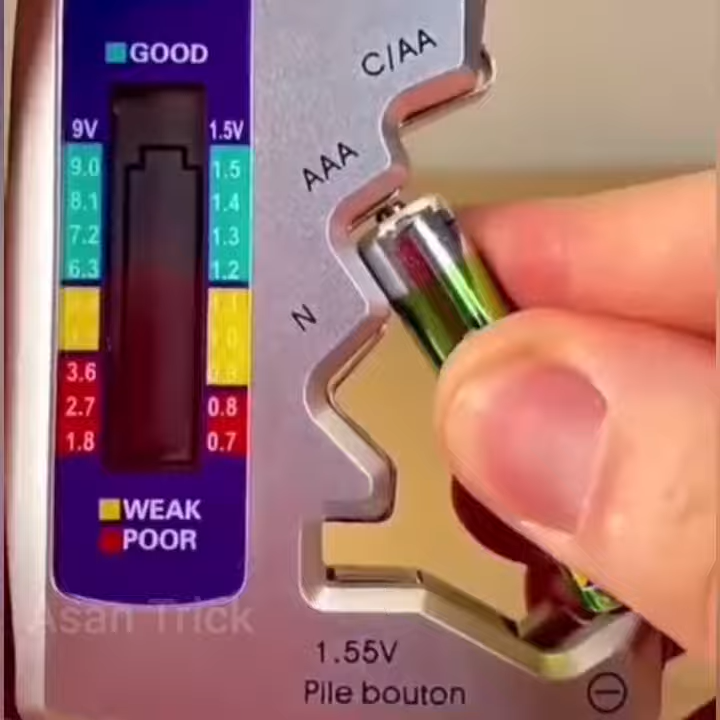 GOOD
C/AA
9V
1.5V
AAA
9.0
1.5
8.1
1.4
7.2
1.3
6.3
1.2
N
3.6
2.7
0.8
1.8
0.7
WEAK
POOR
Asan Trick
1.55V
Pile bouton